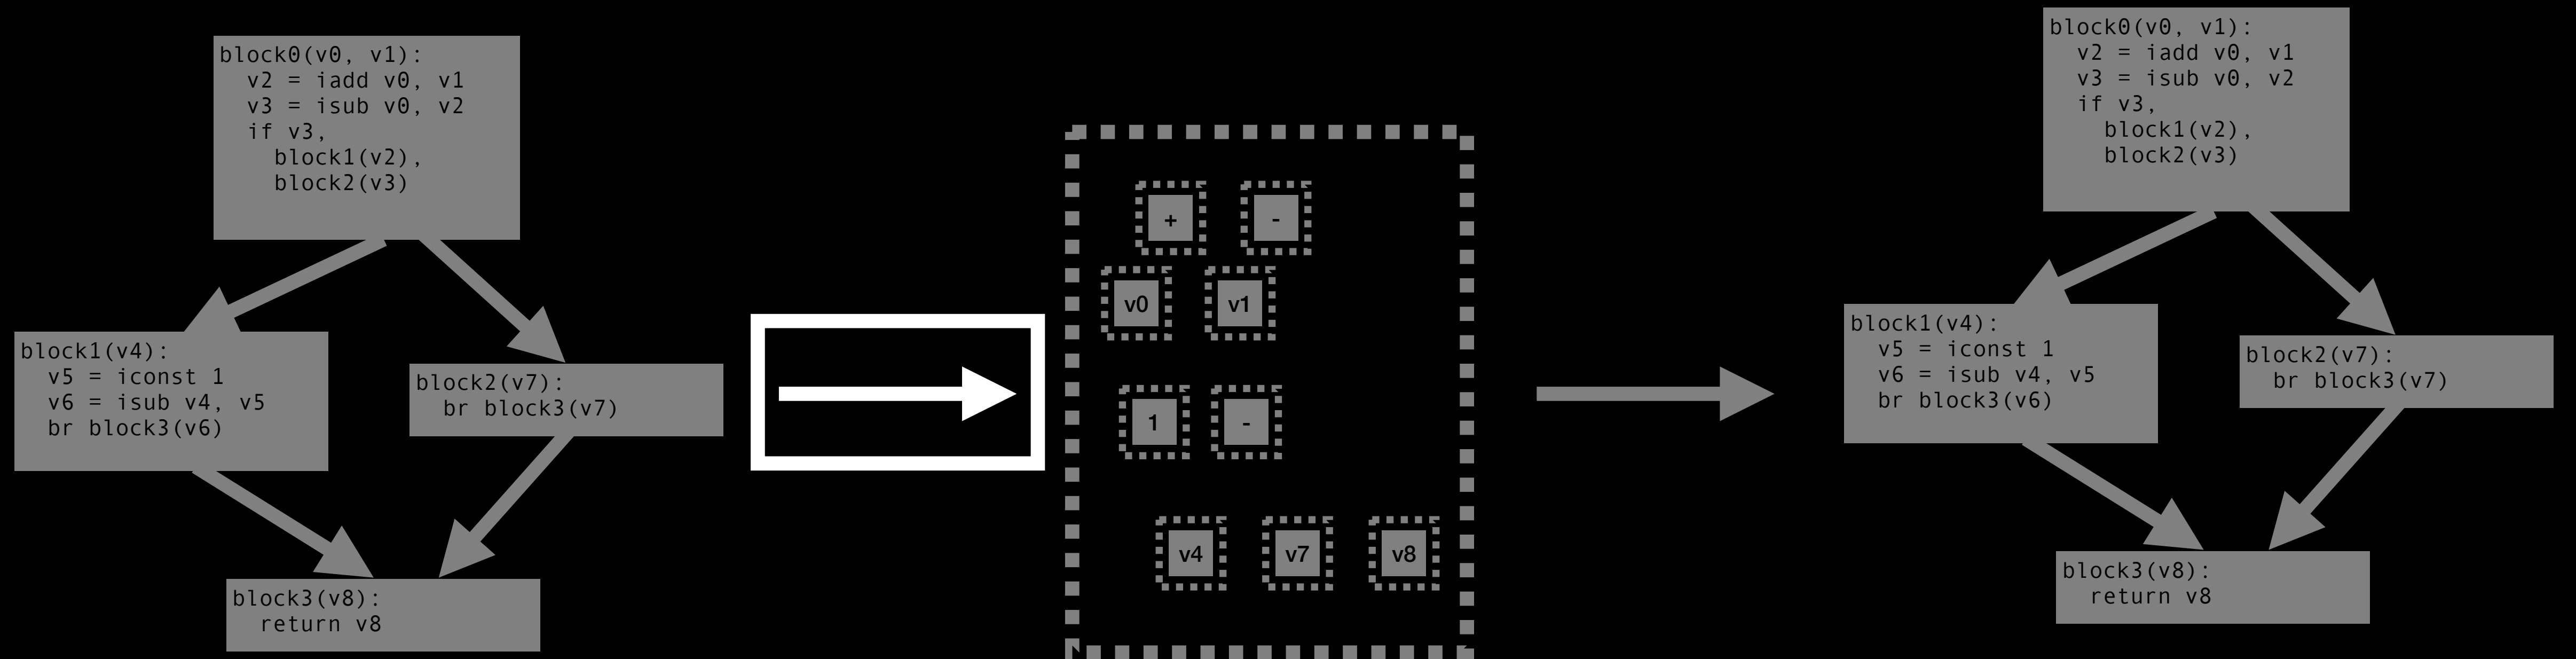 block0(v0, v1):
  v2 = iadd v0, v1
  v3 = isub v0, v2
  if v3,
    block1(v2),
    block2(v3)
block1(v4):
  v5 = iconst 1
  v6 = isub v4, v5
  br block3(v6)
block2(v7):
  br block3(v7)
block3(v8):
  return v8
+ -
v0 v1
1 -
v4 v7 v8
block0(v0, v1):
  v2 = iadd v0, v1
  v3 = isub v0, v2
  if v3,
    block1(v2),
    block2(v3)
block1(v4):
  v5 = iconst 1
  v6 = isub v4, v5
  br block3(v6)
block2(v7):
  br block3(v7)
block3(v8):
  return v8